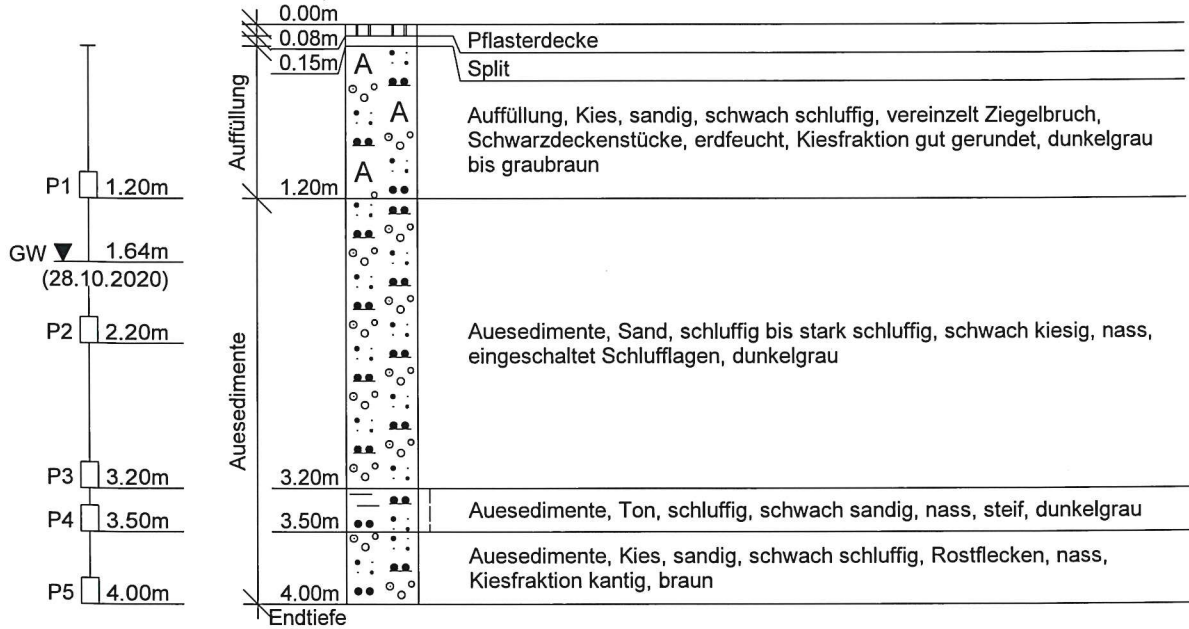 0.00m
0.08m
Pflasterdecke
0.15m
Split
A
A
A
Auffüllung
Auffüllung, Kies, sandig, schwach schluffig, vereinzelt Ziegelbruch,
Schwarzdeckenstücke, erdfeucht, Kiesfraktion gut gerundet, dunkelgrau
bis graubraun
P1 1.20m
1.20m
GW 1.64m
(28.10.2020)
P2 2.20m
Auesedimente
Auesedimente, Sand, schluffig bis stark schluffig, schwach kiesig, nass,
eingeschaltet Schlufflagen, dunkelgrau
P3 3.20m
3.20m
P4 3.50m
3.50m
Auesedimente, Ton, schluffig, schwach sandig, nass, steif, dunkelgrau
Auesedimente, Kies, sandig, schwach schluffig, Rostflecken, nass,
Kiesfraktion kantig, braun
P5 4.00m
4.00m
Endtiefe